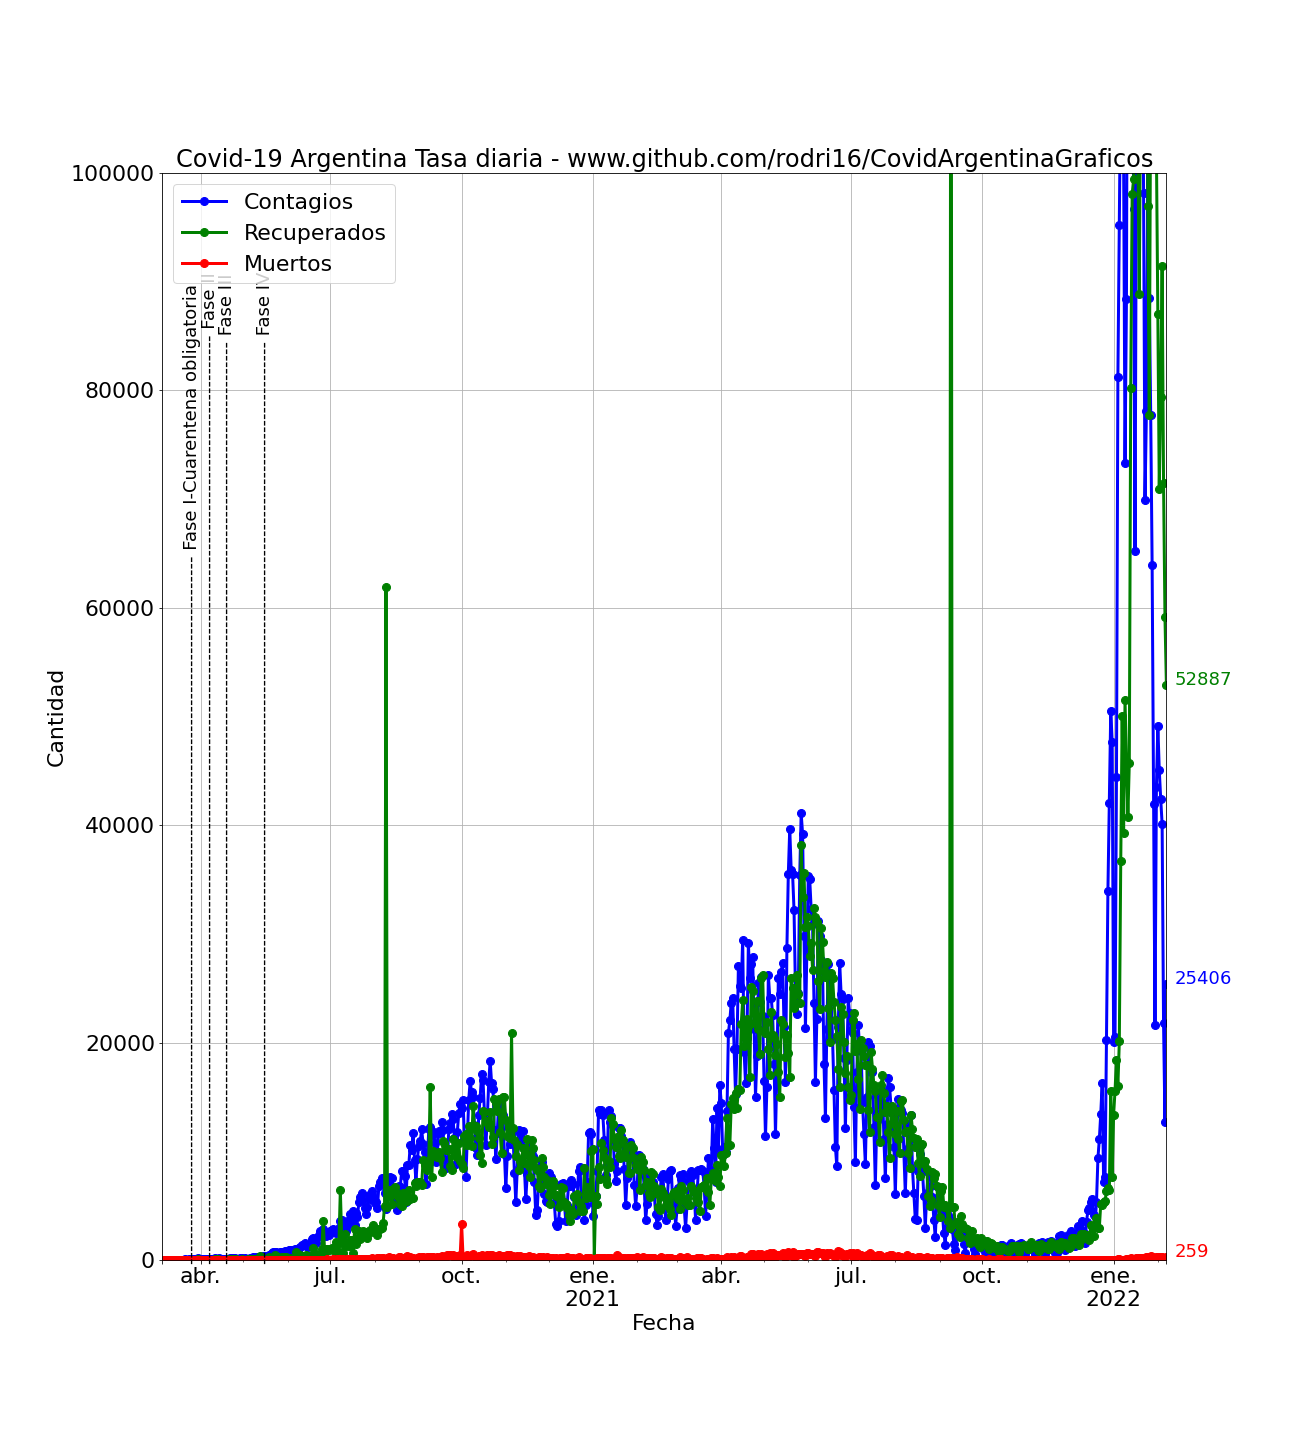 Covid-19 Argentina Tasa diaria - www.github.com/rodri16/CovidArgentinaGraficos
100000
80000
60000
40000
20000
0
Cantidad
Contagios
Recuperados
Muertos
Fase I-Cuarentena obligatoria
Fase II
Fase III
Fase IV
52887
25406
259
abr.
jul.
oct.
ene.
2021
abr.
jul.
oct.
ene.
2022
Fecha